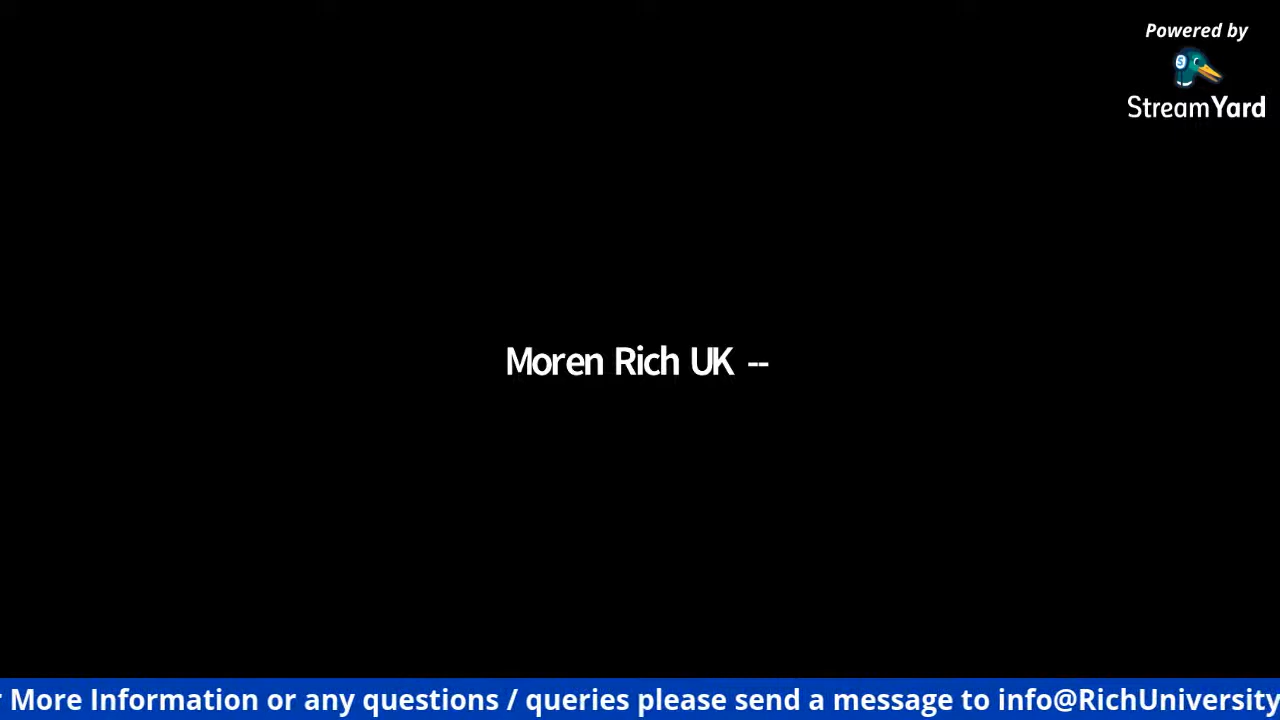 Powered by
S
StreamYard
Moren Rich UK --
More Information or any questions / queries please send a message to info@RichUniversity